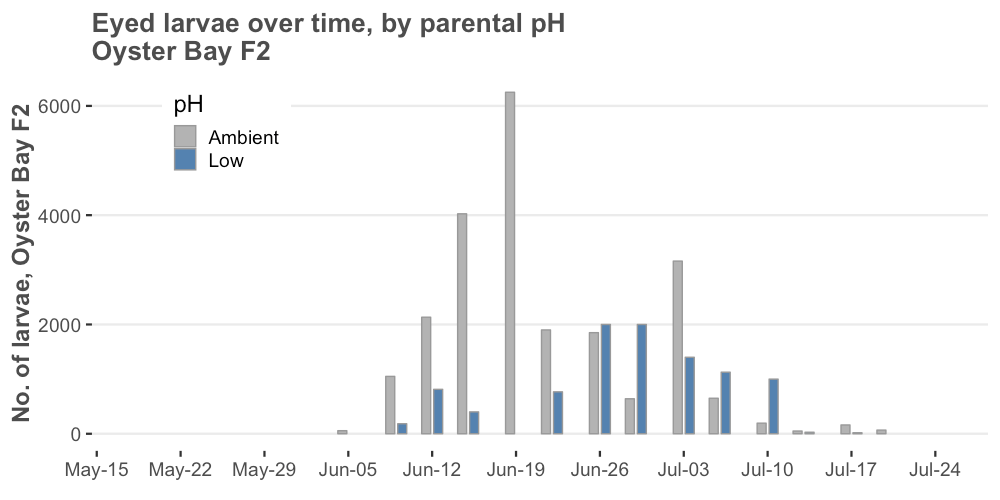 Eyed larvae over time, by parental pH
Oyster Bay F2
No. of larvae, Oyster Bay F2
6000
4000
2000
0
pH
Ambient
Low
May-15 May-22 May-29 Jun-05 Jun-12 Jun-19 Jun-26 Jul-03 Jul-10 Jul-17 Jul-24